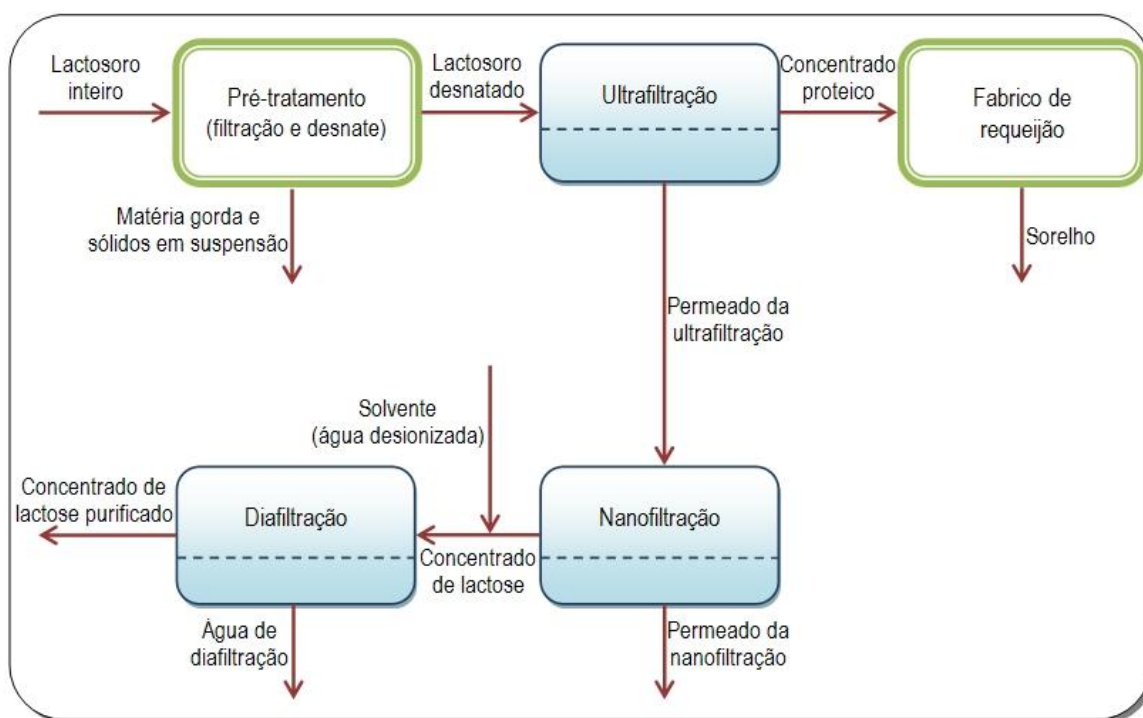 Lactosoro
inteiro
Pré-tratamento
(filtração e desnate)
Lactosoro
desnatado
Ultrafiltração
Concentrado
proteico
Fabrico de
requeijão
Matéria gorda e
sólidos em suspensão
Sorelho
Permeado da
ultrafiltração
Solvente
(água desionizada)
Concentrado de
lactose purificado
Diafiltração
Concentrado
de lactose
Nanofiltração
Água de
diafiltração
Permeado da
nanofiltração